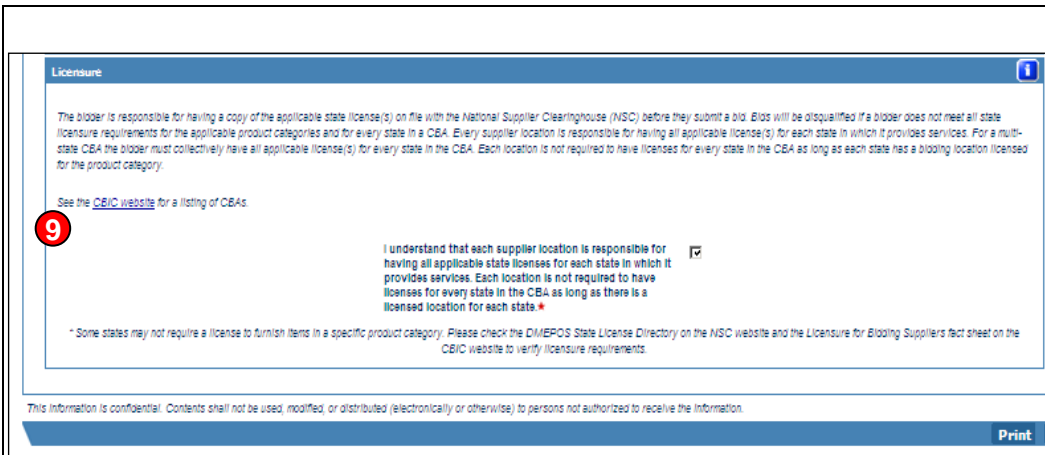 Licensure
i
The bidder is responsible for having a copy of the applicable state license(s) on file with the National Supplier Clearinghouse (NSC) before they submit a bid. Bids will be disqualified if a bidder does not meet all state
licensure requirements for the applicable product categories and for every state in a CBA. Every supplier location is responsible for having all applicable license(s) for each state in which it provides services. For a multi-
state CBA the bidder must collectively have all applicable license(s) for every state in the CBA. Each location is not required to have licenses for every state in the CBA as long as each state has a bidding location licensed
for the product category.
See the CBIC website for a listing of CBAs.
9
I understand that each supplier location is responsible for
having all applicable state licenses for each state in which it
provides services. Each location is not required to have
licenses for every state in the CBA as long as there is a
licensed location for each state.★
* Some states may not require a license to furnish items in a specific product category. Please check the DMEPOS State License Directory on the NSC website and the Licensure for Bidding Suppliers fact sheet on the
CBIC website to verify licensure requirements.
This information is confidential. Contents shall not be used, modified, or distributed (electronically or otherwise) to persons not authorized to receive the information.
Print